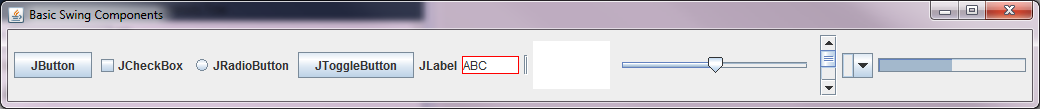 Basic Swing Components
JButton JCheckBox JRadioButton JToggleButton JLabel ABC